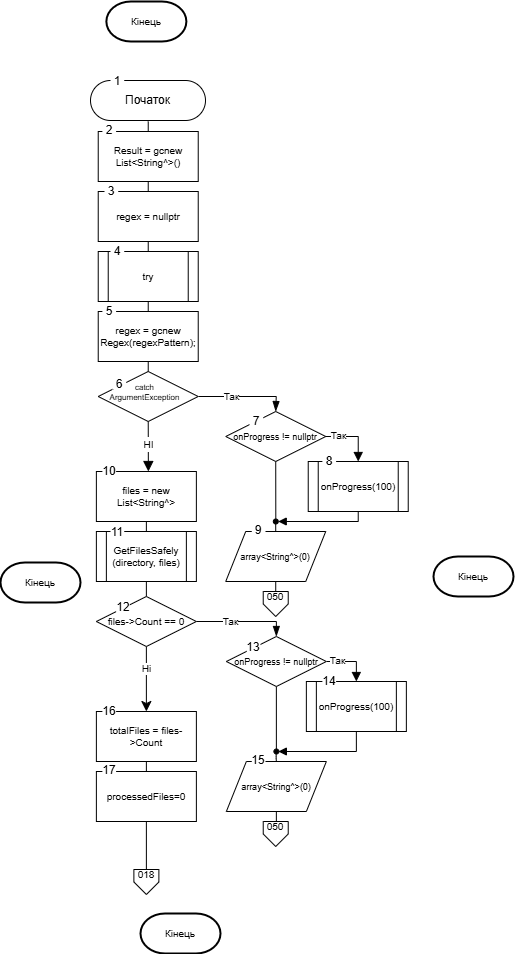 Кінець
1
Початок
2
Result = gcnew
List<String^>()
3
regex = nullptr
4
try
5
regex = gcnew
Regex(regexPattern);
6
catch
ArgumentException
Так
НІ
7
onProgress != nullptr
Так
8
onProgress(100)
9
array<String^>(0)
050
10
files = new
List<String^>
11
GetFilesSafely
(directory, files)
Кінець
Кінець
12
files->Count == 0
Так
Ні
13
onProgress != nullptr
Так
14
onProgress(100)
15
array<String^>(0)
050
16
totalFiles = files-
>Count
17
processedFiles=0
018
Кінець